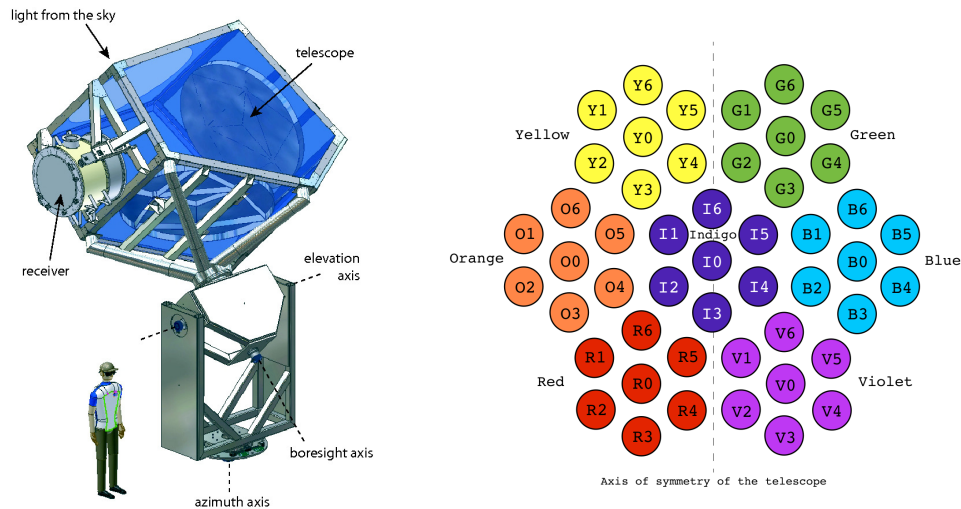 light from the sky
telescope
receiver
elevation
axis
boresight axis
azimuth axis
Yellow
Y6
Y1
Y5
Y0
Y2
Y4
Y3
Green
G6
G1
G5
G0
G2
G4
G3
Orange
O6
O1
O5
O0
O2
O4
O3
Indigo
I6
I1
I5
I0
I2
I4
I3
Blue
B6
B1
B5
B0
B2
B4
B3
Red
R6
R1
R5
R0
R2
R4
R3
Violet
V6
V1
V5
V0
V2
V4
V3
Axis of symmetry of the telescope